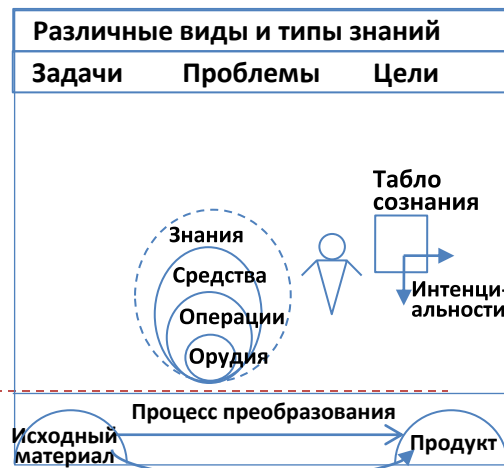 Различные виды и типы знаний
Задачи Проблемы Цели
Табло
сознания
Знания
Средства
Интенци-
альности
Операции
Орудия
Процесс преобразования
Исходный
материал
Продукт